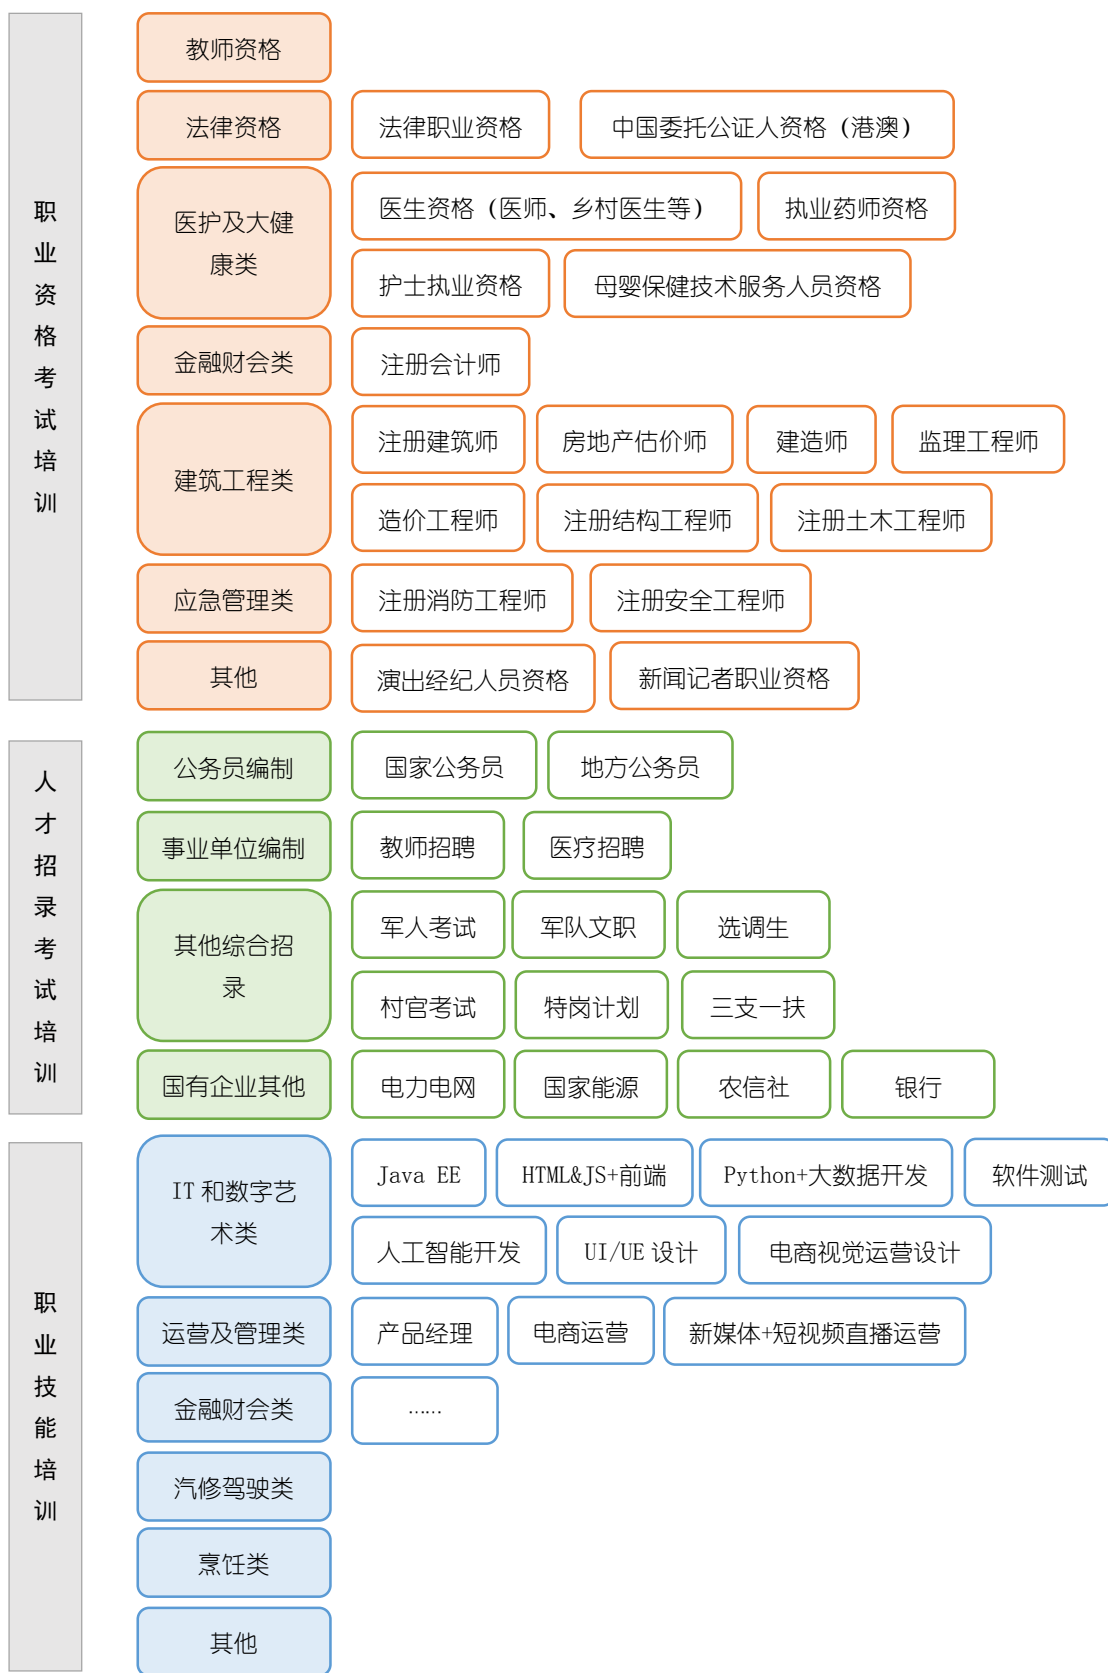 职业资格考试培训
教师资格
法律资格
法律职业资格
中国委托公证人资格（港澳）
医护及大健
康类
医生资格（医师、乡村医生等）
执业药师资格
护士执业资格
母婴保健技术服务人员资格
金融财会类
注册会计师
建筑工程类
注册建筑师
房地产估价师
建造师
监理工程师
造价工程师
注册结构工程师
注册土木工程师
应急管理类
注册消防工程师
注册安全工程师
其他
演出经纪人员资格
新闻记者职业资格
人才招录考试培训
公务员编制
国家公务员
地方公务员
事业单位编制
教师招聘
医疗招聘
其他综合招
录
军人考试
军队文职
选调生
村官考试
特岗计划
三支一扶
国有企业其他
电力电网
国家能源
农信社
银行
职业技能培训
IT 和数字艺
术类
Java EE
HTML&JS+前端
Python+大数据开发
软件测试
人工智能开发
UI/UE 设计
电商视觉运营设计
运营及管理类
产品经理
电商运营
新媒体+短视频直播运营
金融财会类
……
汽修驾驶类
烹饪类
其他